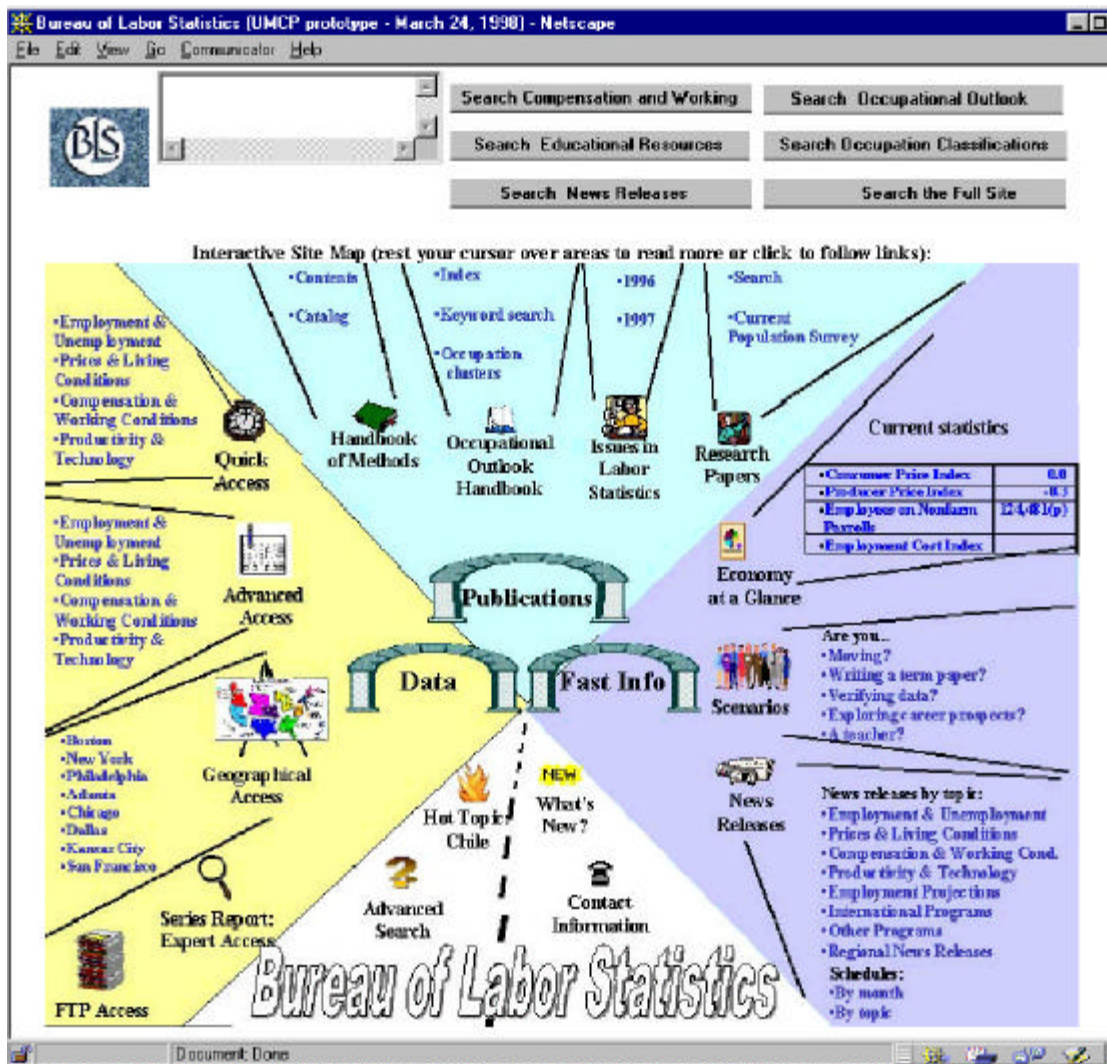 Bureau of Labor Statistics (UMCP prototype - March 24, 1998) - Netscape
File Edit View Go Communicator Help
BLS
Search Compensation and Working
Search Occupational Outlook
Search Educational Resources
Search Occupation Classifications
Search News Releases
Search the Full Site
Interactive Site Map (rest your cursor over areas to read more or click to follow links):
•Contents
•Catalog
•Index
•Keyword search
•Occupation
clusters
•1996
•1997
•Search
•Current
Population Survey
•Employment &
Unemployment
•Prices & Living
Conditions
•Compensation &
Working Conditions
•Productivity &
Technology
Quick
Access
Handbook
of Methods
Occupational
Outlook
Handbook
Issues in
Labor
Statistics
Research
Papers
Current statistics
•Consumer Price Index 0.0
•Producer Price Index
•Employees on Nonfarm
Payrolls 124,481(p)
•Employment Cost Index
Economy
at a Glance
•Employment &
Unemployment
•Prices & Living
Conditions
•Compensation &
Working Conditions
•Productivity &
Technology
Advanced
Access
Publications
Data
Fast Info
Scenarios
Are you...
•Moving?
•Writing a term paper?
•Verifying data?
•Exploring career prospects?
•A teacher?
•Boston
•New York
•Philadelphia
•Atlanta
•Chicago
•Dallas
•Kansas City
•San Francisco
Geographical
Access
Hot Topic:
Chile
NEW
What's
New?
News
Releases
News releases by topic:
•Employment & Unemployment
•Prices & Living Conditions
•Compensation & Working Cond.
•Productivity & Technology
•Employment Projections
•International Programs
•Other Programs
•Regional News Releases
Schedules:
•By month
•By topic
Series Report:
Expert Access
Advanced
Search
Contact
Information
FTP Access
Bureau of Labor Statistics
Document: Done